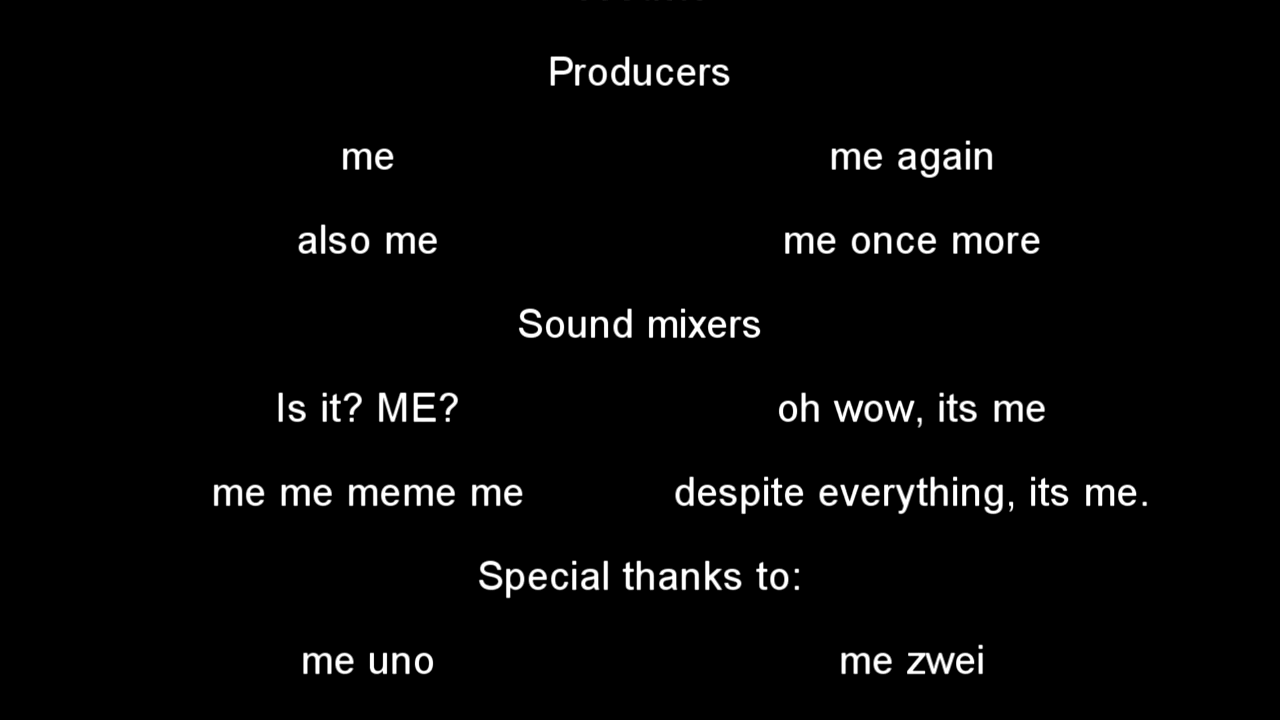 Producers
me me again
also me me once more
Sound mixers
Is it? ME? oh wow, its me
me me meme me despite everything, its me.
Special thanks to:
me uno me zwei